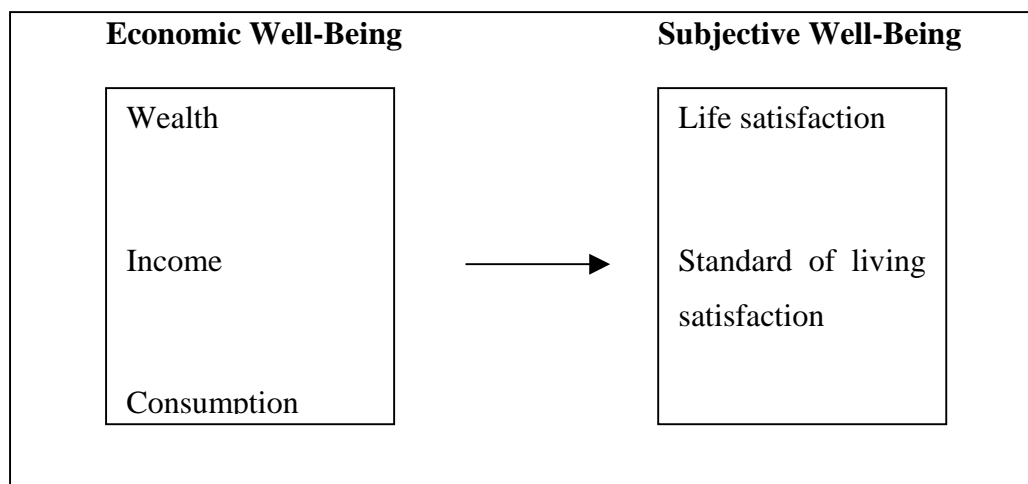 Economic Well-Being
Subjective Well-Being
Wealth
Income
Consumption
Life satisfaction
Standard of living
satisfaction